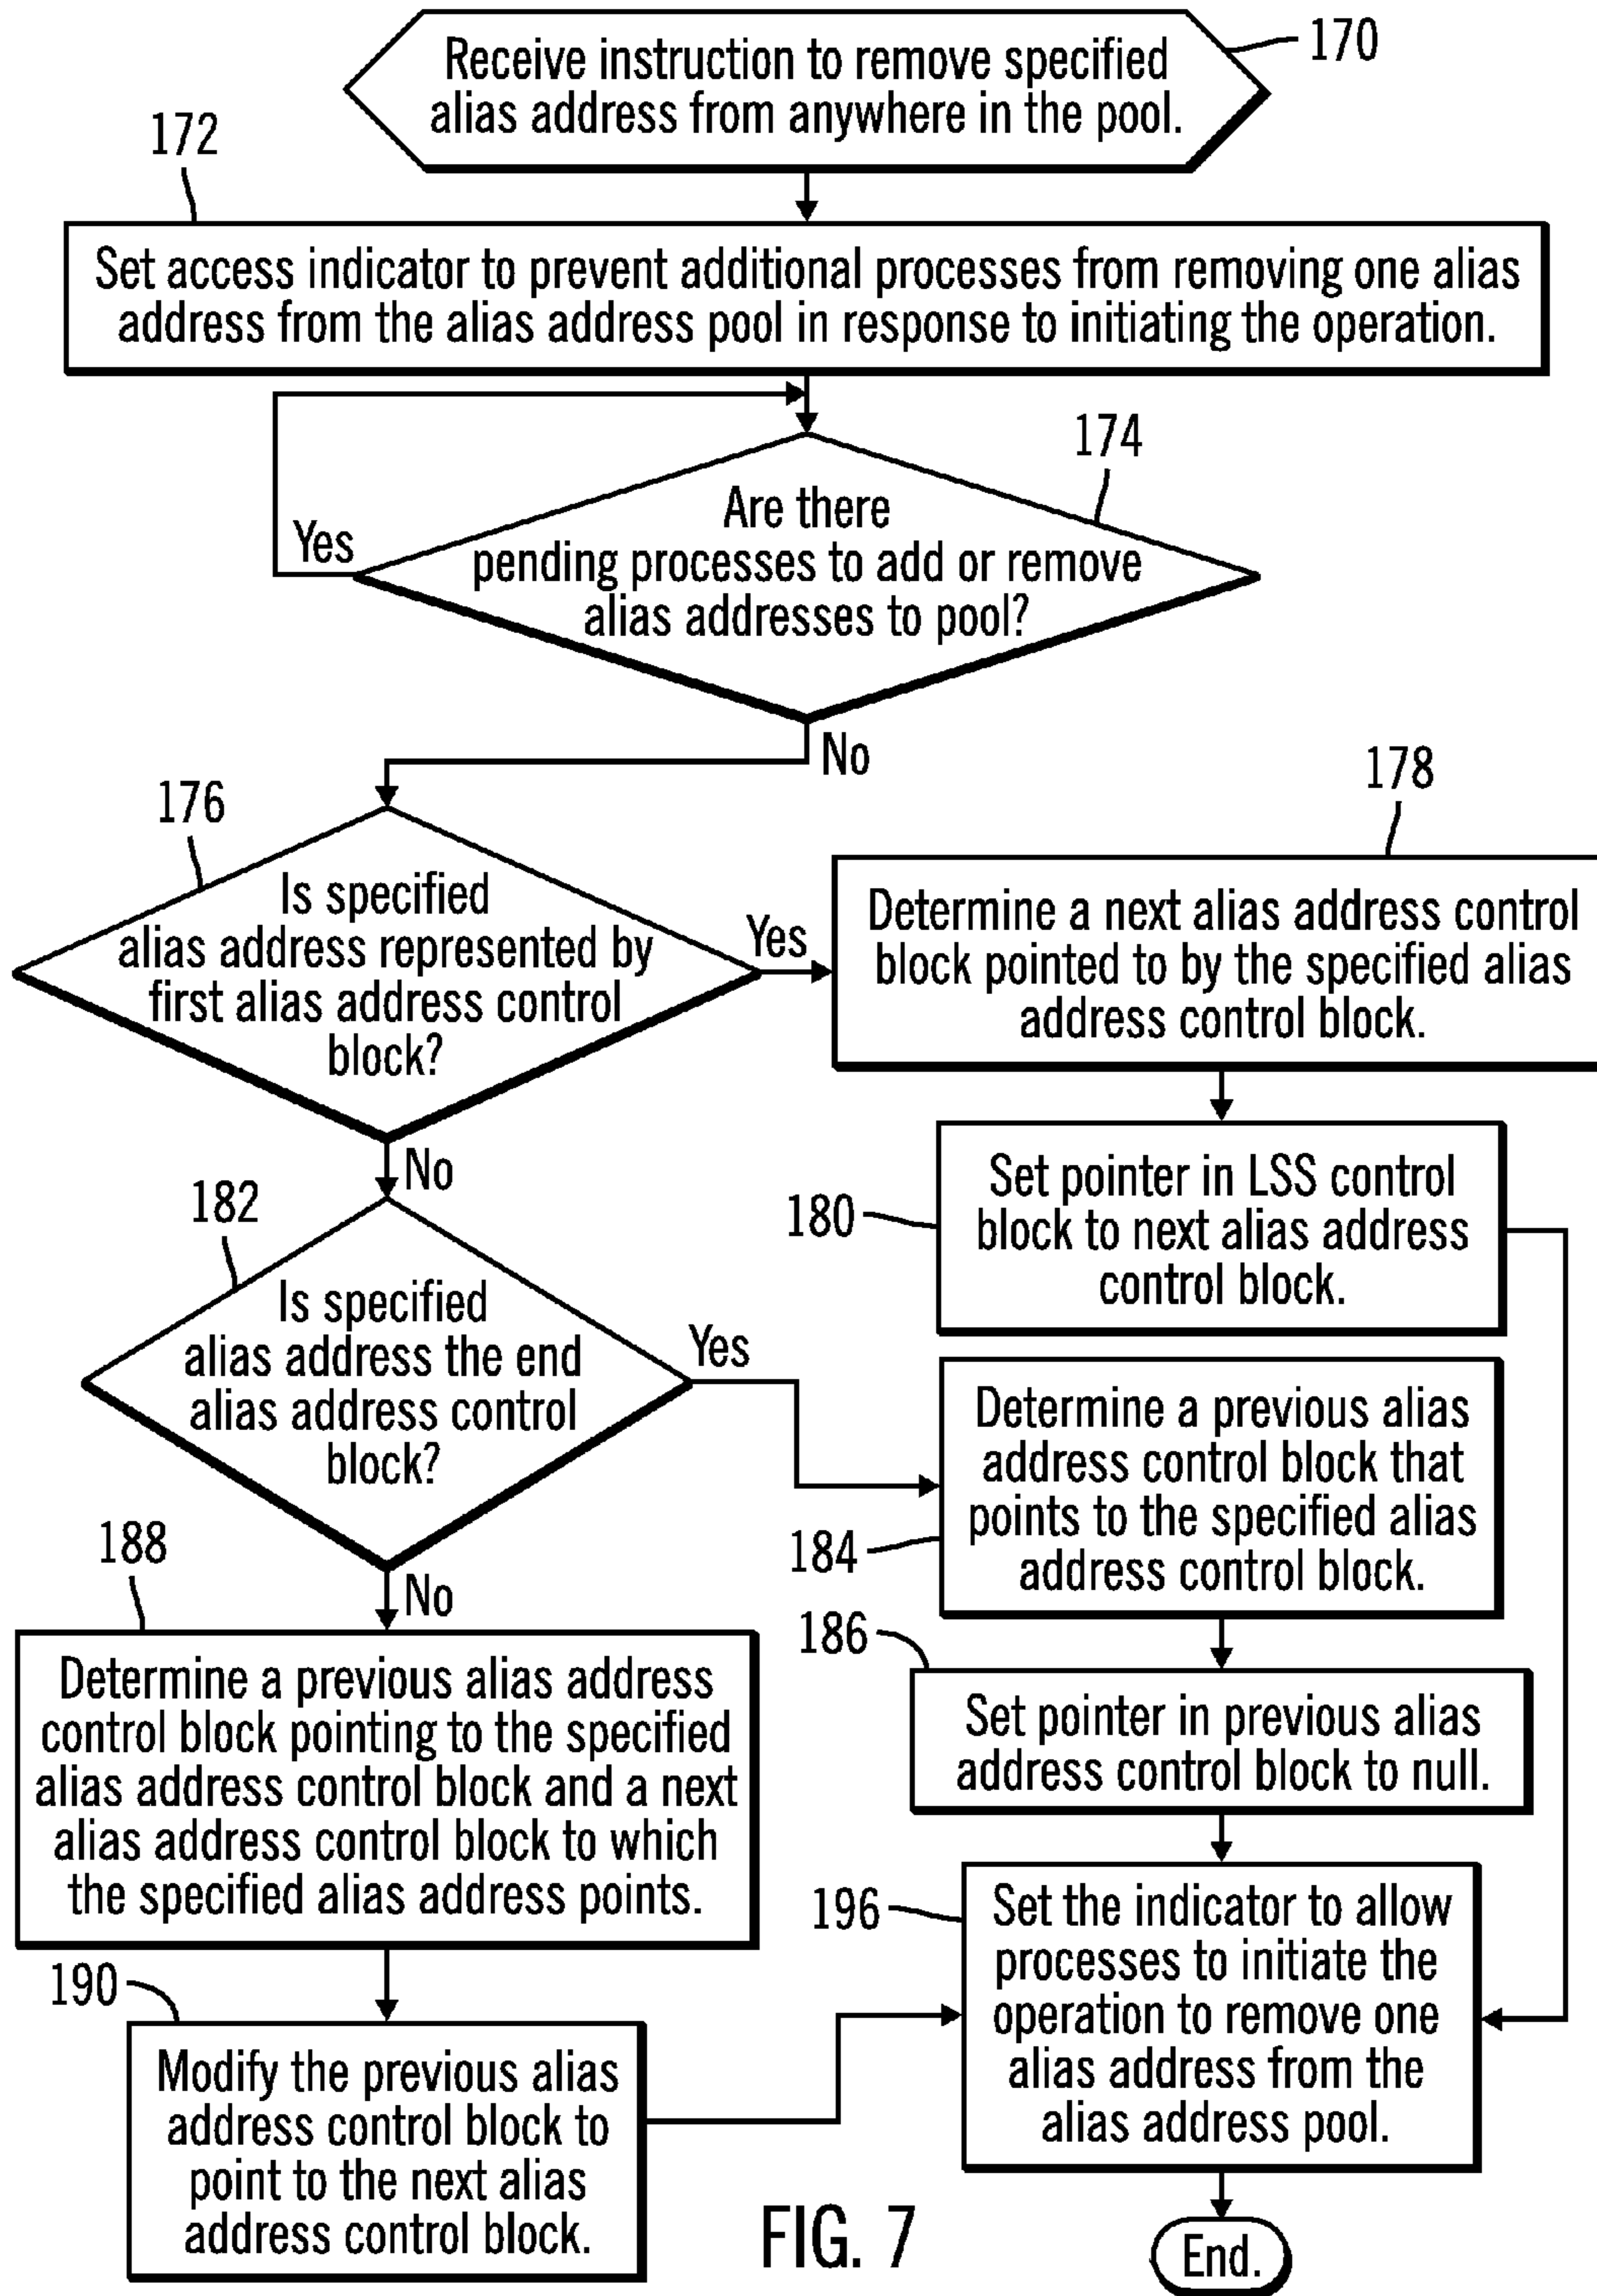 Receive instruction to remove specified
alias address from anywhere in the pool.
170
172
Set access indicator to prevent additional processes from removing one alias
address from the alias address pool in response to initiating the operation.
174
Are there
pending processes to add or remove
alias addresses to pool?
Yes
No
176
Is specified
alias address represented by
first alias address control
block?
Yes
No
178
Determine a next alias address control
block pointed to by the specified alias
address control block.
180
Set pointer in LSS control
block to next alias address
control block.
182
Is specified
alias address the end
alias address control
block?
Yes
No
184
Determine a previous alias
address control block that
points to the specified alias
address control block.
186
Set pointer in previous alias
address control block to null.
188
Determine a previous alias address
control block pointing to the specified
alias address control block and a next
alias address control block to which
the specified alias address points.
190
Modify the previous alias
address control block to
point to the next alias
address control block.
196
Set the indicator to allow
processes to initiate the
operation to remove one
alias address from the
alias address pool.
End.
FIG. 7